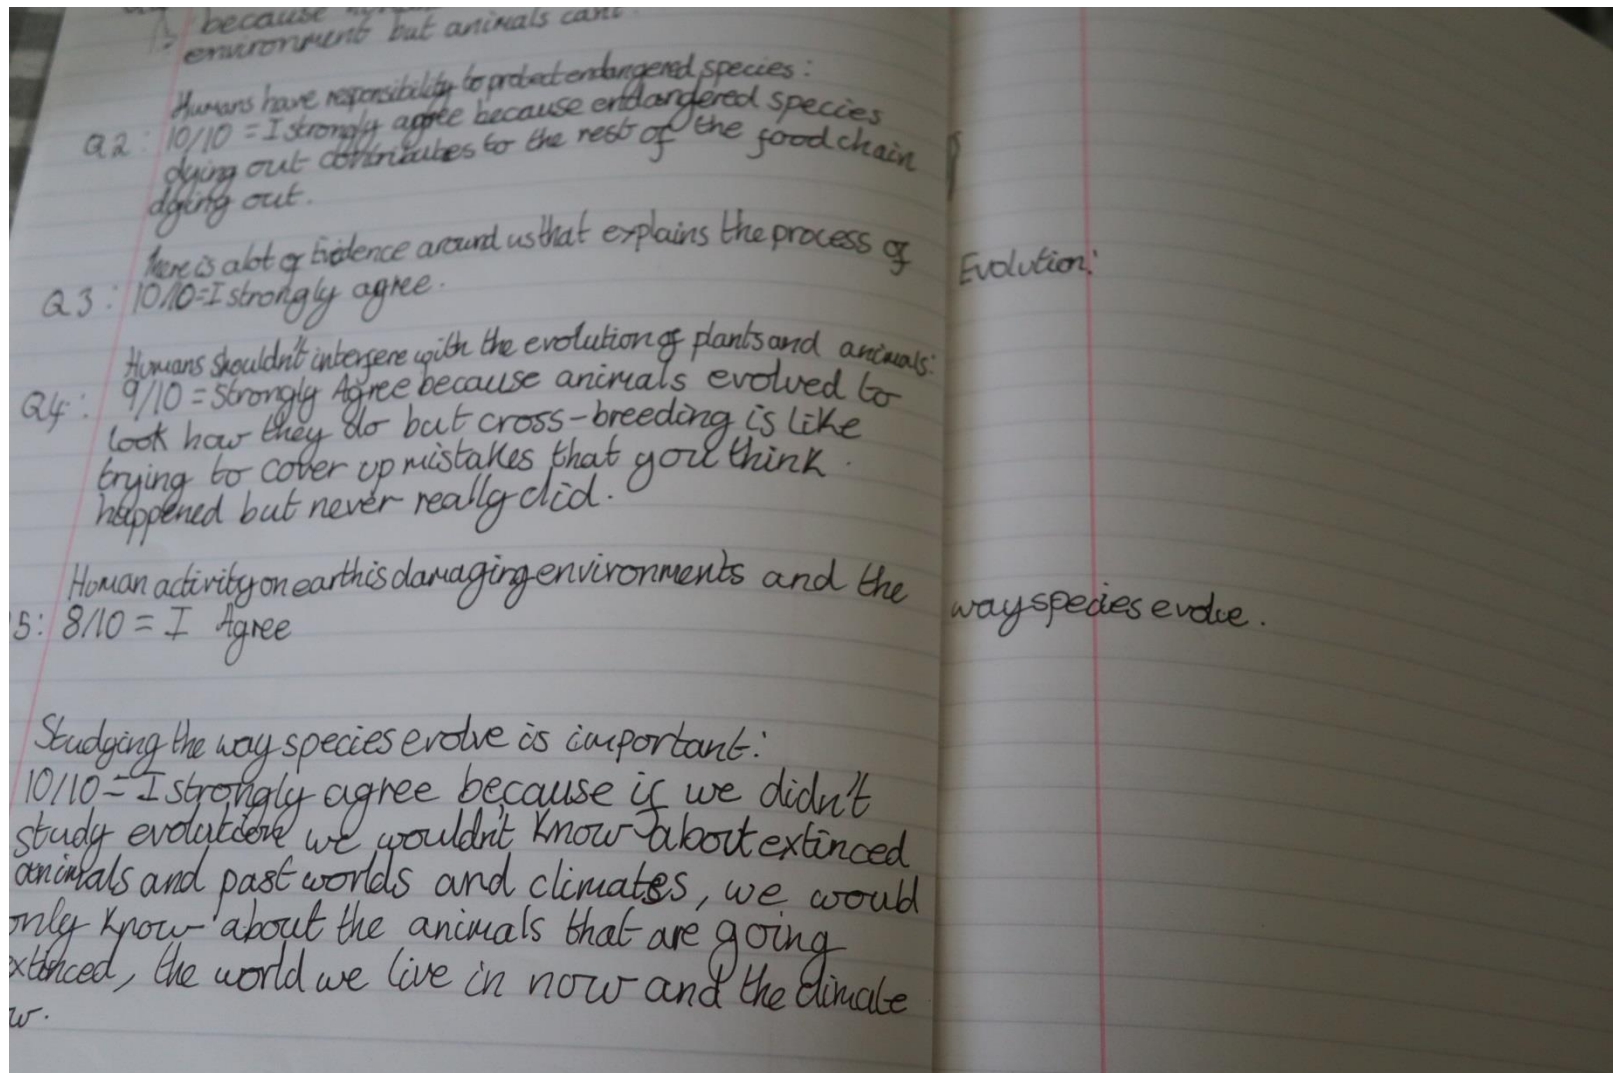 because
environment but animals cant
Humans have responsibility to protect endangered species:
Q2: 10/10 = I strongly agree because endangered species
dying out contributes to the rest of the food chain
dying out.
There is alot of Evidence around us that explains the process of Evolution:
Q3: 10/10 = I strongly agree.
Humans shouldn't intersere with the evolution of plants and animals:
Q4: 9/10 = Strongly Agree because animals evolved to
look how they do but cross-breeding is like
trying to cover up mistakes that you think
happened but never really did.
Human activity on earth is damaging environments and the way species evolve.
5: 8/10 = I Agree
Studying the way species evolve is important:
10/10 = I strongly agree because if we didn't
study evolution we wouldn't know about extinced
animals and past worlds and climates, we would
only know about the animals that are going
extinced, the world we live in now and the climate
w.